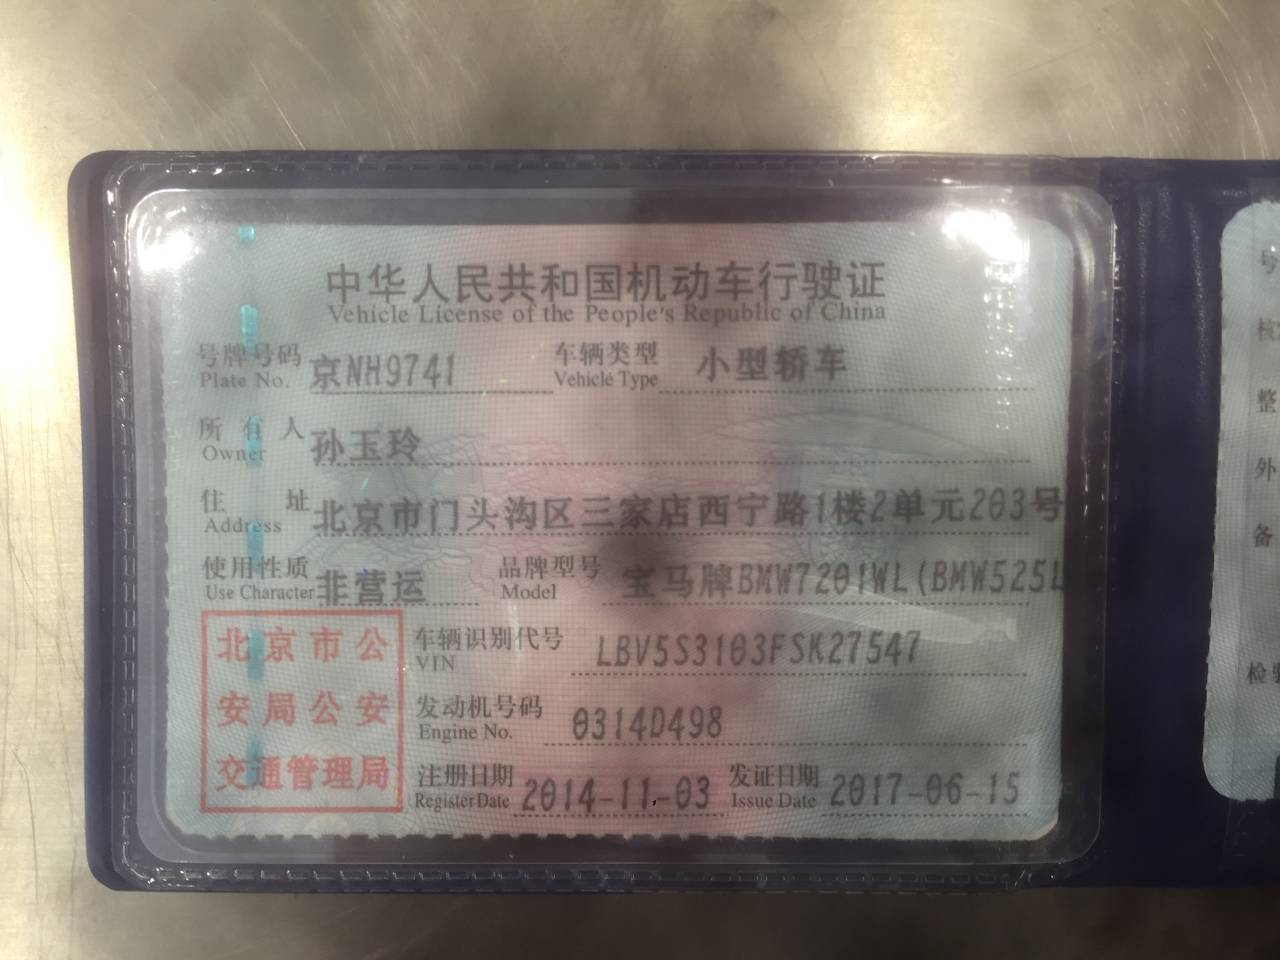 中华人民共和国机动车行驶证
Vehicle License of the People's Republic of China
号牌号码 京NH9741 车辆类型 小型轿车
Plate No. Vehicle Type
所有人 孙玉玲
Owner
住址 北京市门头沟区三家店西宁路1楼2单元203号
Address
使用性质 非营运 品牌型号 宝马牌BMW7201WL(BMW525L
Use Character Model
北京市公
安局公安
交通管理局
车辆识别代号 LBV5S3103FSK27547
VIN
发动机号码 0314D498
Engine No.
注册日期 2014-11-03 发证日期 2017-06-15
Register Date Issue Date
号
核
整
外
备
检验